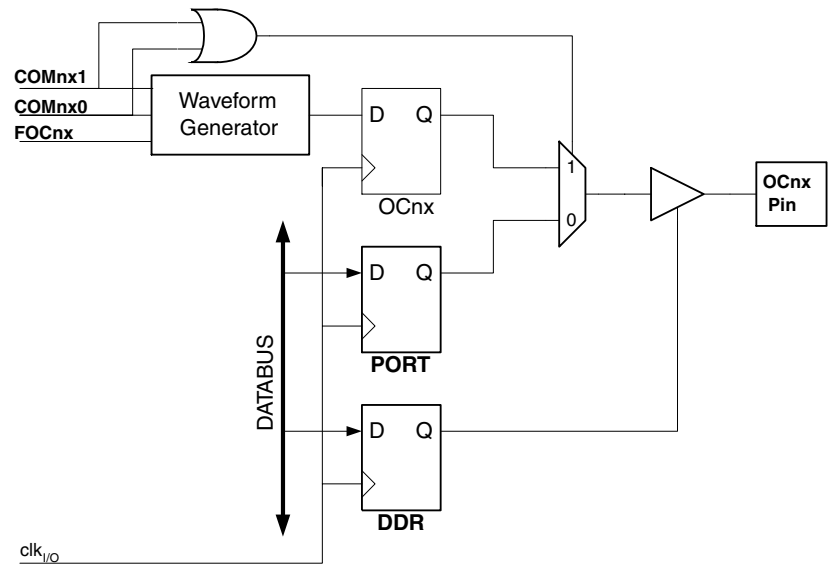 COMnx1
COMnx0
FOCnx
Waveform
Generator
D Q
OCnx
1
0
OCnx
Pin
D Q
PORT
DATABUS
D Q
DDR
clkI/O